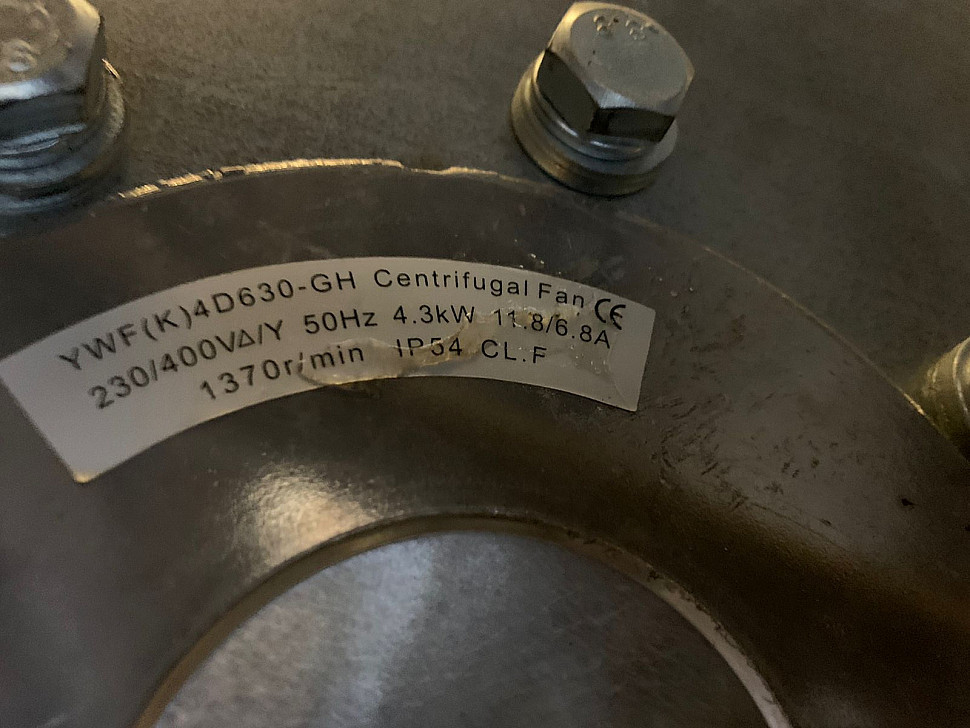 YWF(K)4D630-GH Centrifugal Fan CE
230/400VΔ/Y 50Hz 4.3kW 11.8/6.8A
1370r/min IP54 CL.F